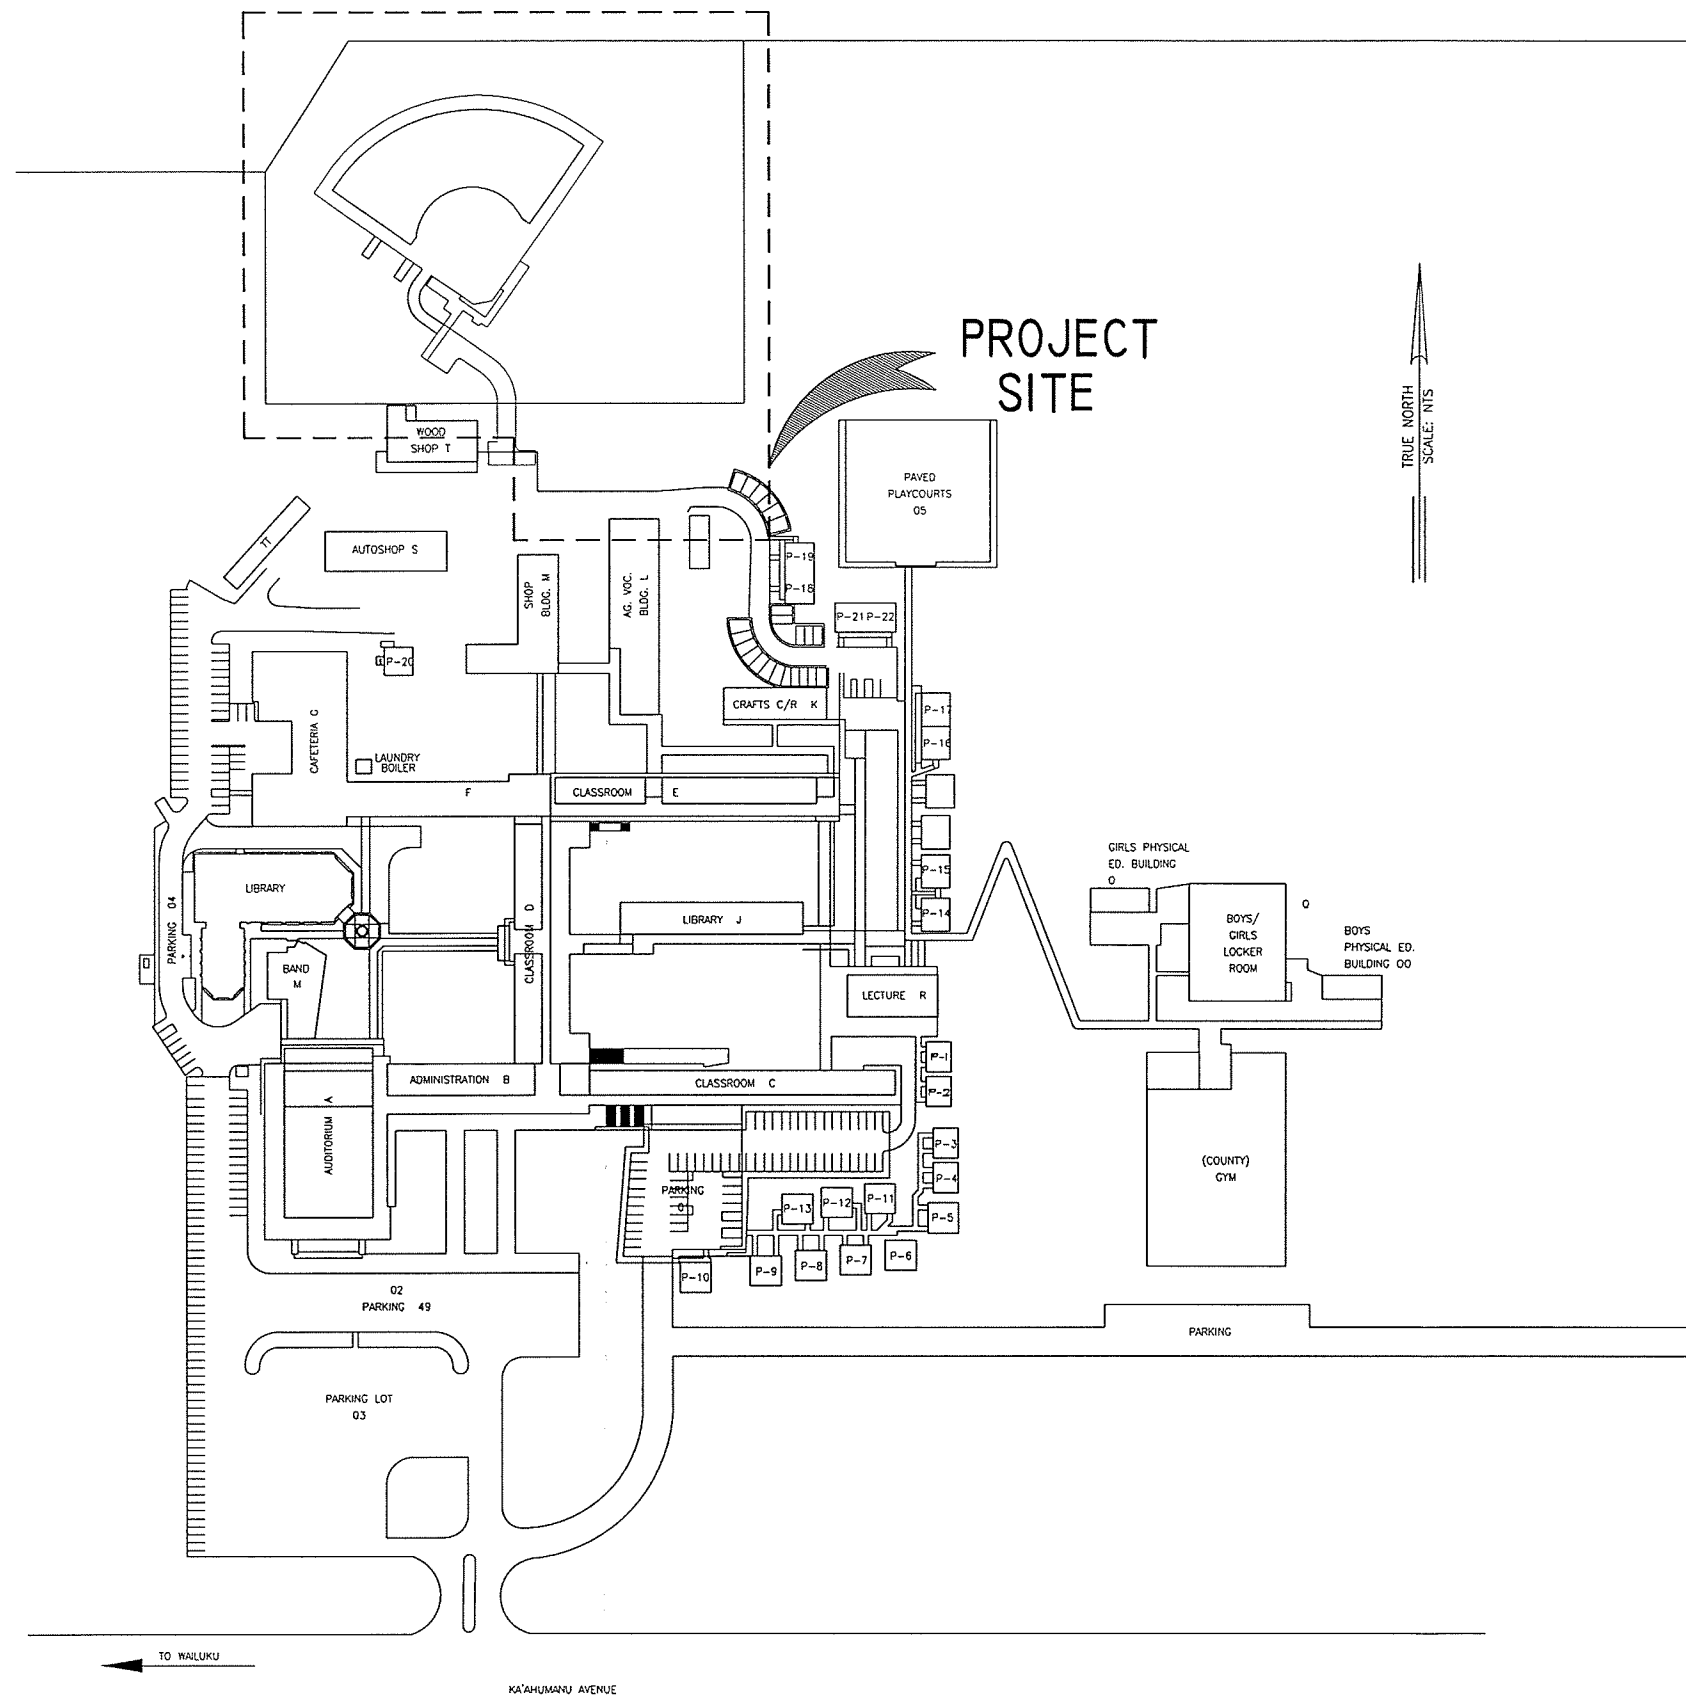 PROJECT
SITE
TRUE NORTH
SCALE: NTS
WOOD
SHOP T
PAVED
PLAYCOURTS
05
TT
AUTOSHOP S
SHOP
BLDG. M
AG. VOC.
BLDG. L
P-19
P-18
P-21 P-22
P-20
CRAFTS C/R K
P-17
P-16
CAFETERIA G
LAUNDRY
BOILER
F
CLASSROOM E
GIRLS PHYSICAL
ED. BUILDING
O
P-15
P-14
LIBRARY
PARKING 04
LIBRARY J
CLASSROOM D
BOYS/
GIRLS
LOCKER
ROOM
Q
BOYS
PHYSICAL ED.
BUILDING OO
BAND
M
LECTURE R
P-1
P-2
ADMINISTRATION B
CLASSROOM C
AUDITORIUM A
P-3
P-4
P-5
(COUNTY)
GYM
PARKING
P-13
P-12
P-11
P-10
P-9
P-8
P-7
P-6
02
PARKING 49
PARKING
PARKING LOT
03
TO WAILUKU
KA'AHUMANU AVENUE